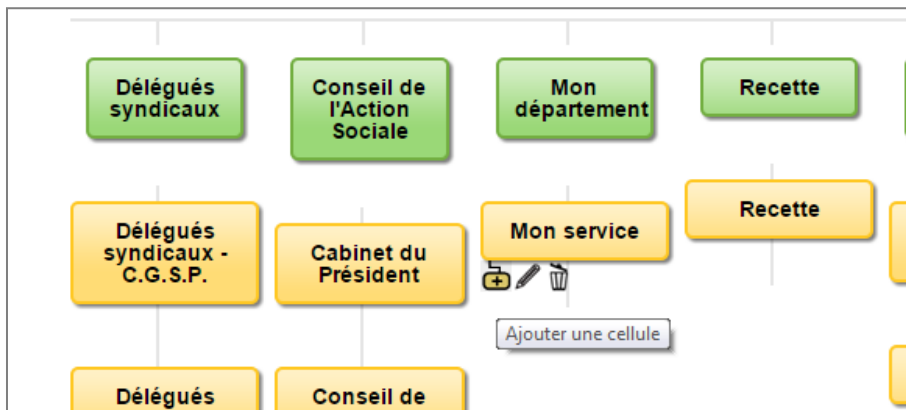 Délégués
syndicaux
Conseil de
l'Action
Sociale
Mon
département
Recette
Délégués
syndicaux -
C.G.S.P.
Cabinet du
Président
Mon service
Recette
Ajouter une cellule
Délégués
Conseil de